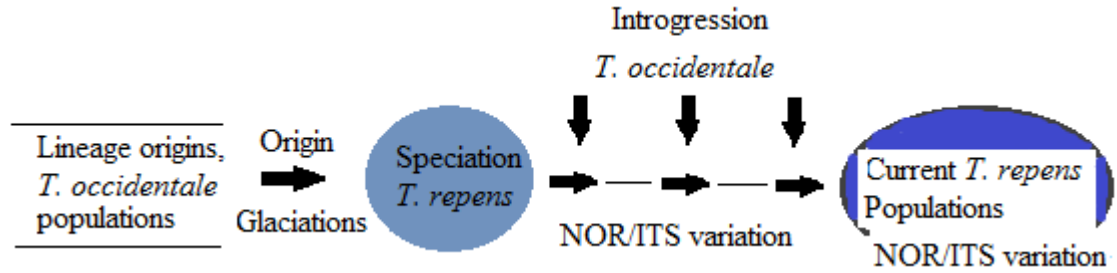 Introgression
T. occidentale
Lineage origins,
T. occidentale
populations
Origin
Glaciations
Speciation
T. repens
NOR/ITS variation
Current T. repens
Populations
NOR/ITS variation